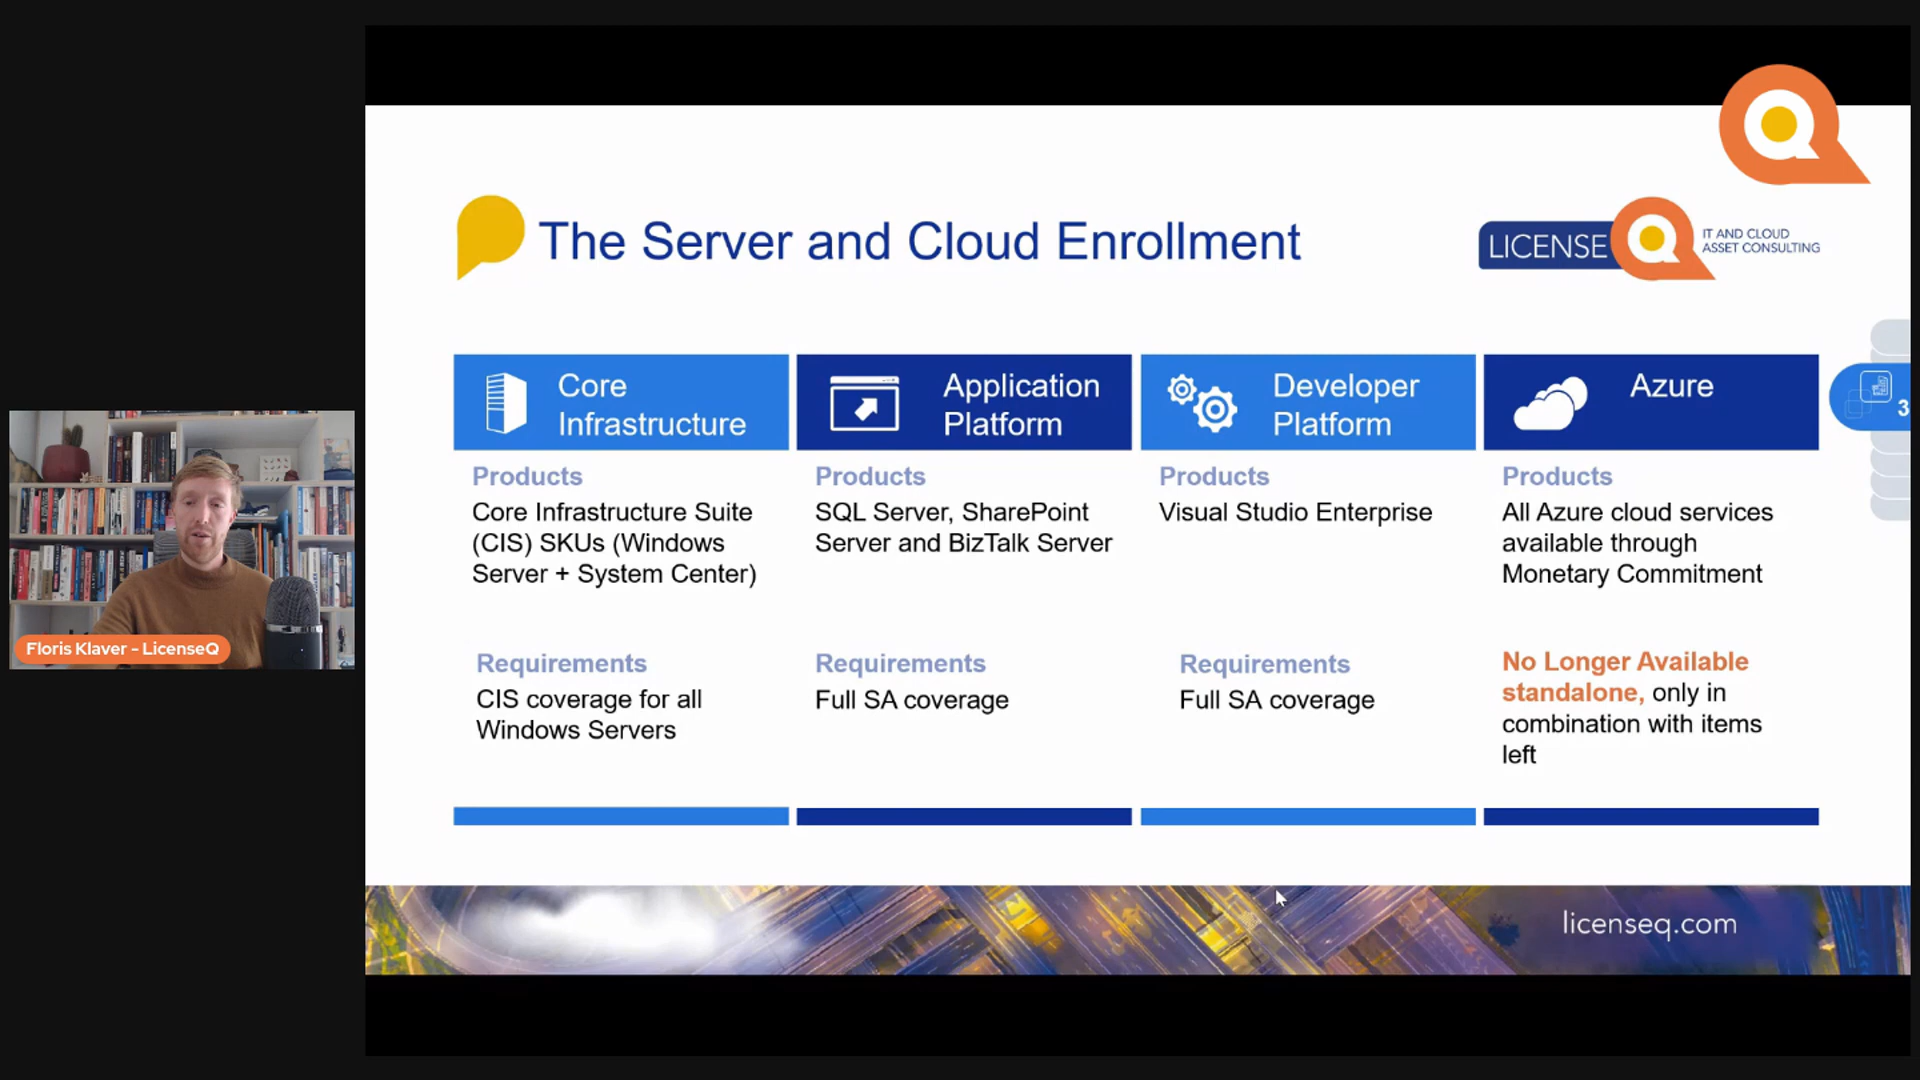 The Server and Cloud Enrollment
LICENSE
IT AND CLOUD
ASSET CONSULTING
Core
Infrastructure
Products
Core Infrastructure Suite
(CIS) SKUs (Windows
Server + System Center)
Requirements
CIS coverage for all
Windows Servers
Application
Platform
Products
SQL Server, SharePoint
Server and BizTalk Server
Requirements
Full SA coverage
Developer
Platform
Products
Visual Studio Enterprise
Requirements
Full SA coverage
Azure
Products
All Azure cloud services
available through
Monetary Commitment
No Longer Available
standalone, only in
combination with items
left
3
Floris Klaver - LicenseQ
licenseq.com